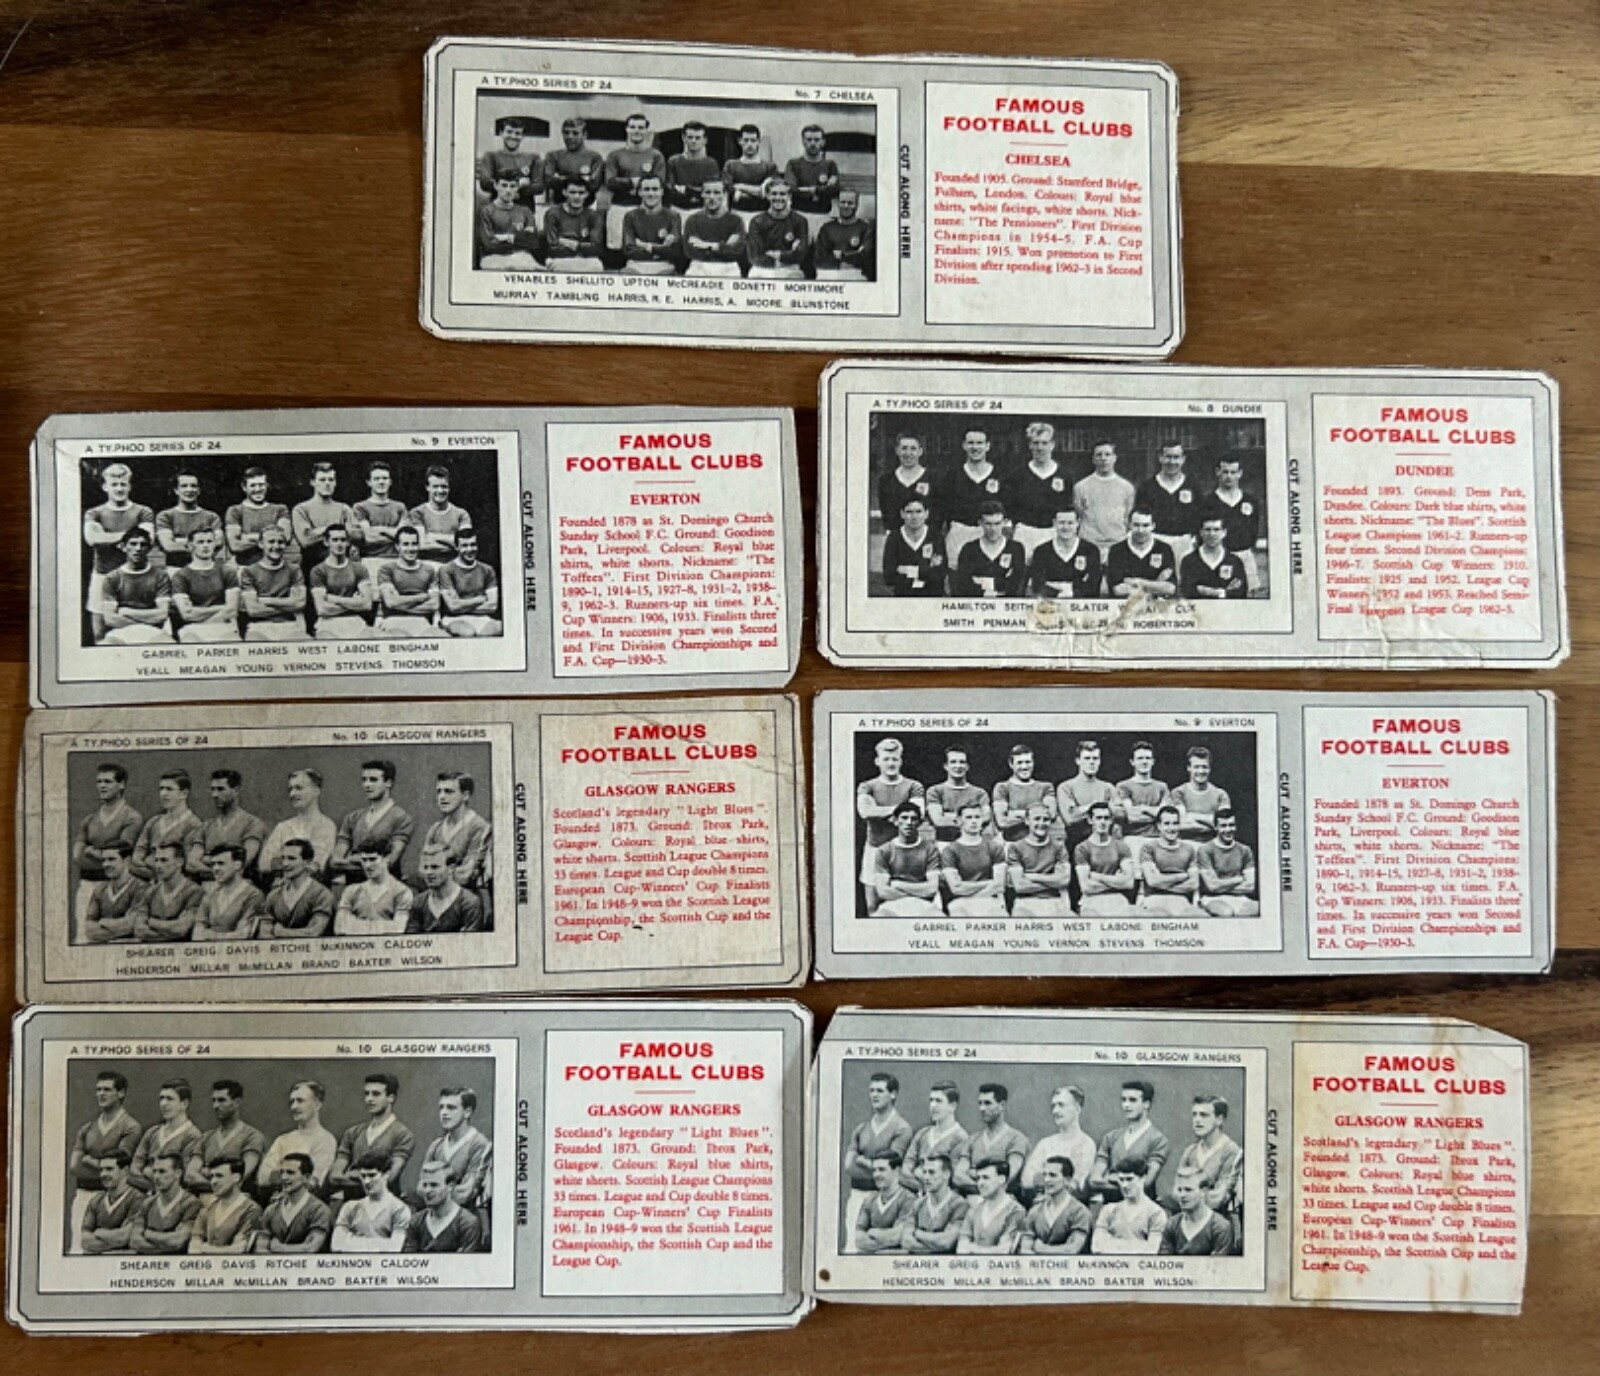 A TY.PHOO SERIES OF 24
No. 7 CHELSEA
VENABLES SHELLITO UPTON McCREADIE BONETTI MORTIMORE
MURRAY TAMBLING HARRIS, R. E. HARRIS, A. MOORE BLUNSTONE
CUT ALONG HERE
FAMOUS
FOOTBALL CLUBS
CHELSEA
Founded 1905. Ground: Stamford Bridge,
Fulham, London. Colours: Royal blue
shirts, white facings, white shorts. Nick-
name: "The Pensioners". First Division
Champions in 1954-5. F.A. Cup
Finalists: 1915. Won promotion to First
Division after spending 1962-3 in Second
Division.
A TY.PHOO SERIES OF 24
No. 8 DUNDEE
HAMILTON SEITH SLATER COX
SMITH PENMAN ROBERTSON
CUT ALONG HERE
FAMOUS
FOOTBALL CLUBS
DUNDEE
Founded 1893. Ground: Dens Park,
Dundee. Colours: Dark blue shirts, white
shorts. Nickname: "The Blues". Scottish
League Champions 1961-2. Runners-up
four times. Second Division Champions:
1946-7. Scottish Cup Winners: 1910.
Finalists: 1925 and 1952. League Cup
Winners 1952 and 1953. Reached Semi-
Final European League Cup 1962-3.
A TY.PHOO SERIES OF 24
No. 9 EVERTON
GABRIEL PARKER HARRIS WEST LABONE BINGHAM
VEALL MEAGAN YOUNG VERNON STEVENS THOMSON
CUT ALONG HERE
FAMOUS
FOOTBALL CLUBS
EVERTON
Founded 1878 as St. Domingo Church
Sunday School F.C. Ground: Goodison
Park, Liverpool. Colours: Royal blue
shirts, white shorts. Nickname: "The
Toffees". First Division Champions:
1890-1, 1914-15, 1927-8, 1931-2, 1938-
9, 1962-3. Runners-up six times. F.A.
Cup Winners: 1906, 1933. Finalists three
times. In successive years won Second
and First Division Championships and
F.A. Cup—1930-3.
A TY.PHOO SERIES OF 24
No. 9 EVERTON
GABRIEL PARKER HARRIS WEST LABONE BINGHAM
VEALL MEAGAN YOUNG VERNON STEVENS THOMSON
CUT ALONG HERE
FAMOUS
FOOTBALL CLUBS
EVERTON
Founded 1878 as St. Domingo Church
Sunday School F.C. Ground: Goodison
Park, Liverpool. Colours: Royal blue
shirts, white shorts. Nickname: "The
Toffees". First Division Champions:
1890-1, 1914-15, 1927-8, 1931-2, 1938-
9, 1962-3. Runners-up six times. F.A.
Cup Winners: 1906, 1933. Finalists three
times. In successive years won Second
and First Division Championships and
F.A. Cup—1930-3.
A TY.PHOO SERIES OF 24
No. 10 GLASGOW RANGERS
SHEARER GREIG DAVIS RITCHIE McKINNON CALDOW
HENDERSON MILLAR McMILLAN BRAND BAXTER WILSON
CUT ALONG HERE
FAMOUS
FOOTBALL CLUBS
GLASGOW RANGERS
Scotland's legendary "Light Blues".
Founded 1873. Ground: Ibrox Park,
Glasgow. Colours: Royal blue shirts,
white shorts. Scottish League Champions
33 times. League and Cup double 8 times.
European Cup-Winners' Cup Finalists
1961. In 1948-9 won the Scottish League
Championship, the Scottish Cup and the
League Cup.
A TY.PHOO SERIES OF 24
No. 10 GLASGOW RANGERS
SHEARER GREIG DAVIS RITCHIE McKINNON CALDOW
HENDERSON MILLAR McMILLAN BRAND BAXTER WILSON
CUT ALONG HERE
FAMOUS
FOOTBALL CLUBS
GLASGOW RANGERS
Scotland's legendary "Light Blues".
Founded 1873. Ground: Ibrox Park,
Glasgow. Colours: Royal blue shirts,
white shorts. Scottish League Champions
33 times. League and Cup double 8 times.
European Cup-Winners' Cup Finalists
1961. In 1948-9 won the Scottish League
Championship, the Scottish Cup and the
League Cup.
A TY.PHOO SERIES OF 24
No. 10 GLASGOW RANGERS
SHEARER GREIG DAVIS RITCHIE McKINNON CALDOW
HENDERSON MILLAR McMILLAN BRAND BAXTER WILSON
CUT ALONG HERE
FAMOUS
FOOTBALL CLUBS
GLASGOW RANGERS
Scotland's legendary "Light Blues".
Founded 1873. Ground: Ibrox Park,
Glasgow. Colours: Royal blue shirts,
white shorts. Scottish League Champions
33 times. League and Cup double 8 times.
European Cup-Winners' Cup Finalists
1961. In 1948-9 won the Scottish League
Championship, the Scottish Cup and the
League Cup.